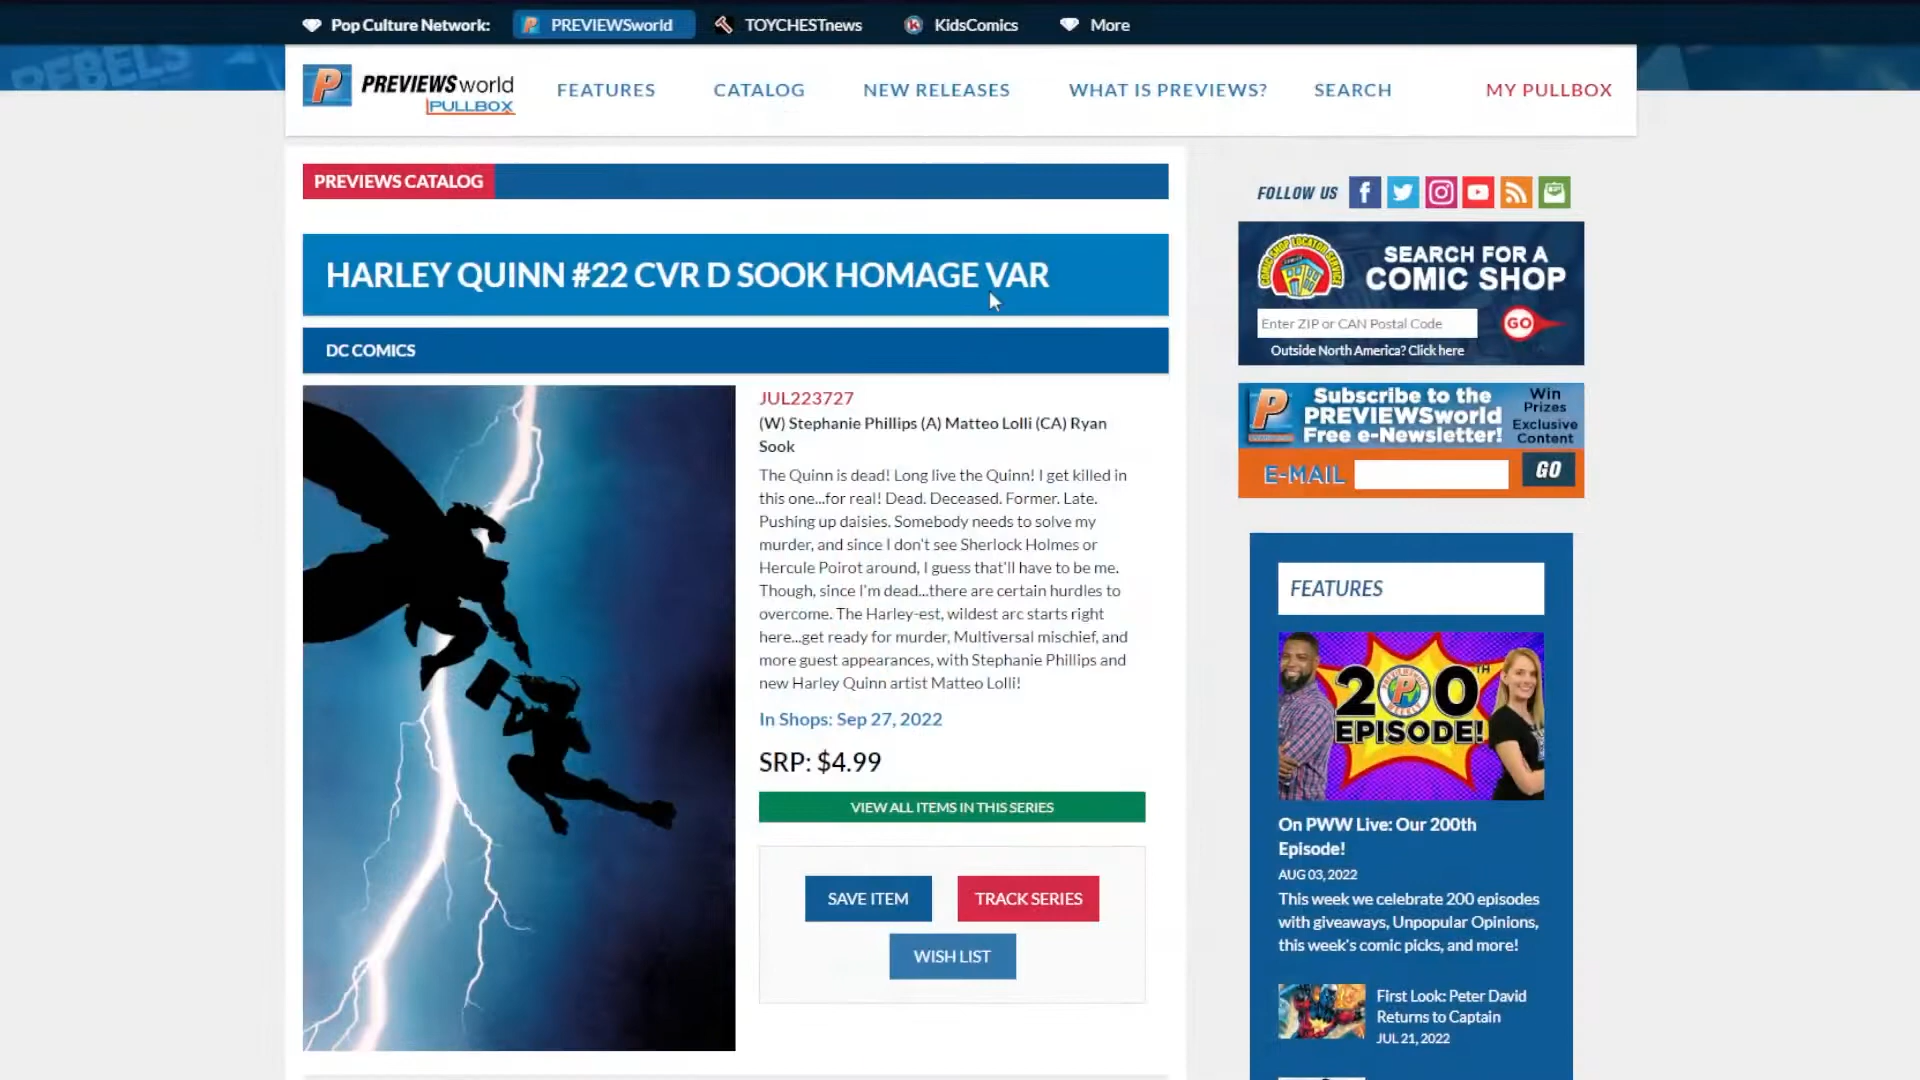 Pop Culture Network:
PREVIEWSworld
TOYCHESTnews
KidsComics
More
REBELS
PREVIEWSworld
PULLBOX
FEATURES
CATALOG
NEW RELEASES
WHAT IS PREVIEWS?
SEARCH
MY PULLBOX
PREVIEWS CATALOG
HARLEY QUINN #22 CVR D SOOK HOMAGE VAR
DC COMICS
JUL223727
(W) Stephanie Phillips (A) Matteo Lolli (CA) Ryan
Sook
The Quinn is dead! Long live the Quinn! I get killed in
this one...for real! Dead. Deceased. Former. Late.
Pushing up daisies. Somebody needs to solve my
murder, and since I don't see Sherlock Holmes or
Hercule Poirot around, I guess that'll have to be me.
Though, since I'm dead...there are certain hurdles to
overcome. The Harley-est, wildest arc starts right
here...get ready for murder, Multiversal mischief, and
more guest appearances, with Stephanie Phillips and
new Harley Quinn artist Matteo Lolli!
In Shops: Sep 27, 2022
SRP: $4.99
VIEW ALL ITEMS IN THIS SERIES
SAVE ITEM
TRACK SERIES
WISH LIST
FOLLOW US
COMIC SHOP LOCATOR SERVICE
SEARCH FOR A
COMIC SHOP
Enter ZIP or CAN Postal Code
GO
Outside North America? Click here
Subscribe to the
PREVIEWSworld
Free e-Newsletter!
Win
Prizes
Exclusive
Content
E-MAIL
GO
FEATURES
200TH
EPISODE!
On PWW Live: Our 200th
Episode!
AUG 03, 2022
This week we celebrate 200 episodes
with giveaways, Unpopular Opinions,
this week's comic picks, and more!
First Look: Peter David
Returns to Captain
JUL 21, 2022